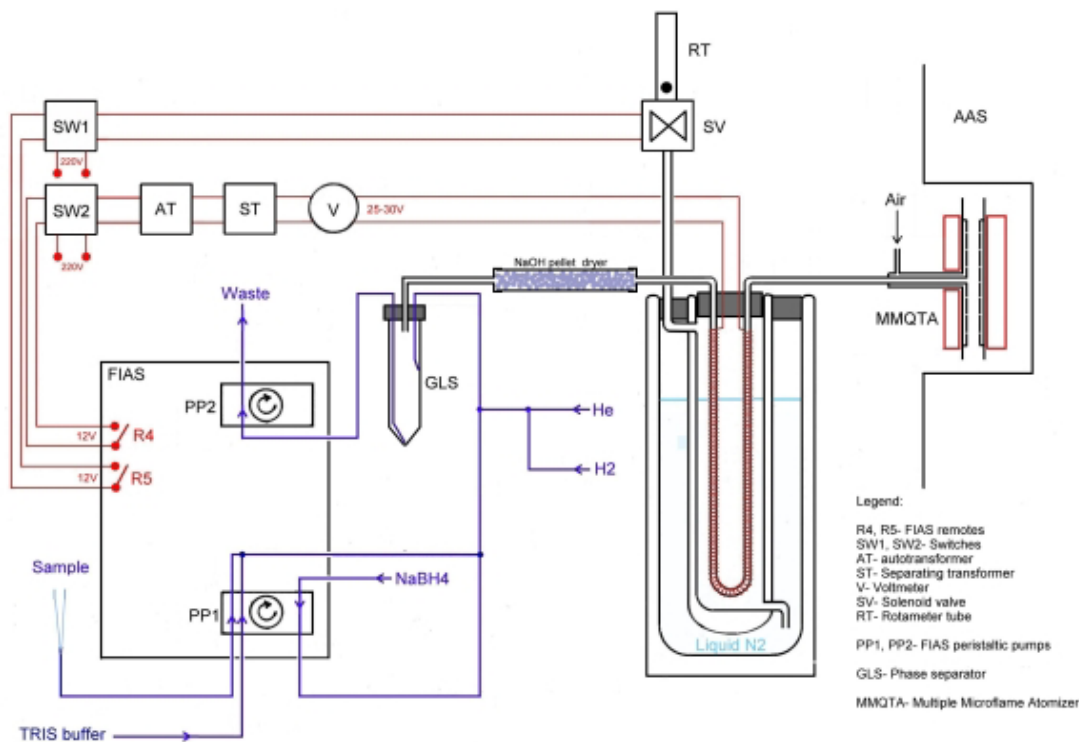 RT
SW1
SV
AAS
220V
SW2
AT
ST
V
25-30V
Air
220V
NaOH pellet dryer
Waste
MMQTA
FIAS
GLS
PP2
He
12V
R4
H2
12V
R5
Legend:
R4, R5- FIAS remotes
SW1, SW2- Switches
AT- autotransformer
ST- Separating transformer
V- Voltmeter
SV- Solenoid valve
RT- Rotameter tube
PP1, PP2- FIAS peristaltic pumps
GLS- Phase separator
MMQTA- Multiple Microflame Atomizer
Sample
NaBH4
PP1
Liquid N2
TRIS buffer